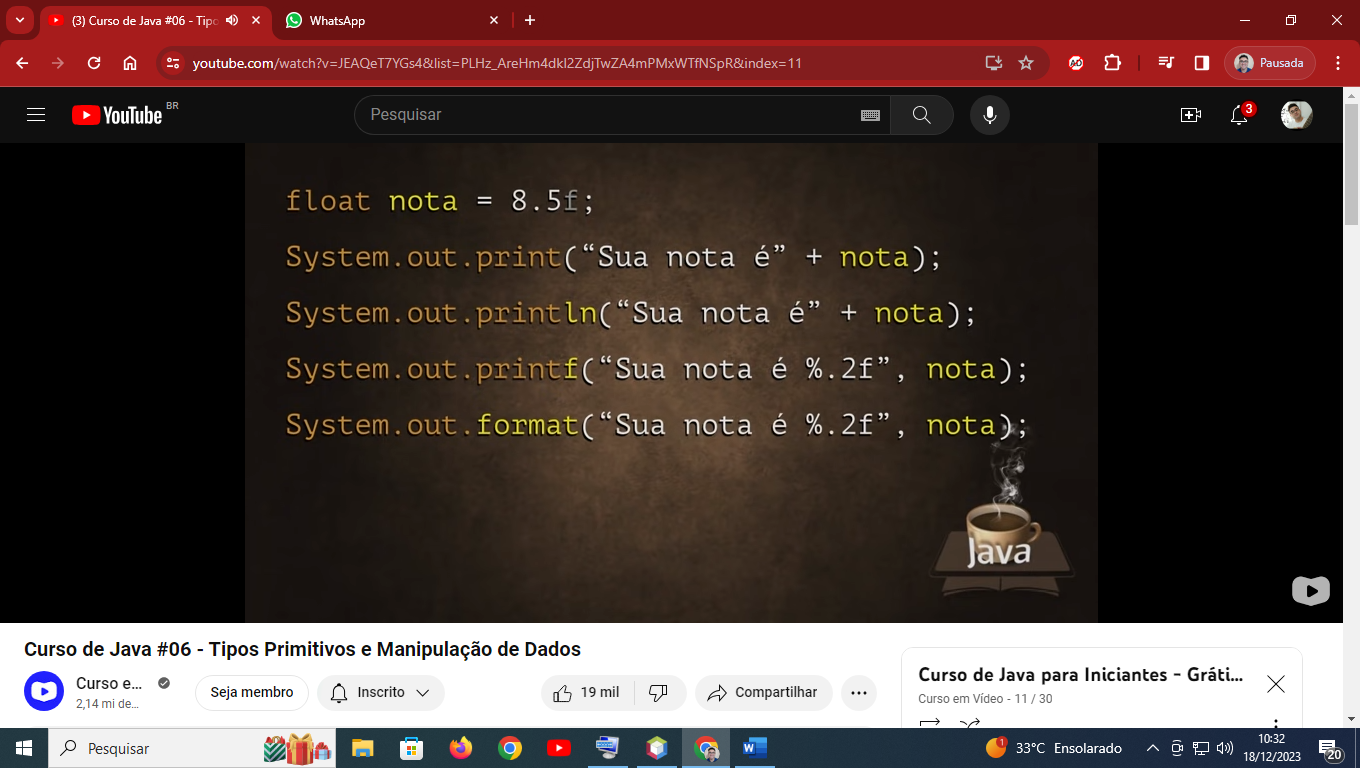 (3) Curso de Java #06 - Tipo
WhatsApp
youtube.com/watch?v=JEAQeT7YGs4&list=PLHz_AreHm4dkI2ZdjTwZA4mPMxWTfNSpR&index=11
Pausada
YouTube BR
Pesquisar
3
float nota = 8.5f;
System.out.print(“Sua nota é” + nota);
System.out.println(“Sua nota é” + nota);
System.out.printf(“Sua nota é %.2f”, nota);
System.out.format(“Sua nota é %.2f”, nota);
Java
Curso de Java #06 - Tipos Primitivos e Manipulação de Dados
Curso e...
2,14 mi de...
Seja membro
Inscrito
19 mil
Compartilhar
Curso de Java para Iniciantes - Gráti...
Curso em Vídeo - 11 / 30
Pesquisar
1
33°C Ensolarado
10:32
18/12/2023
20